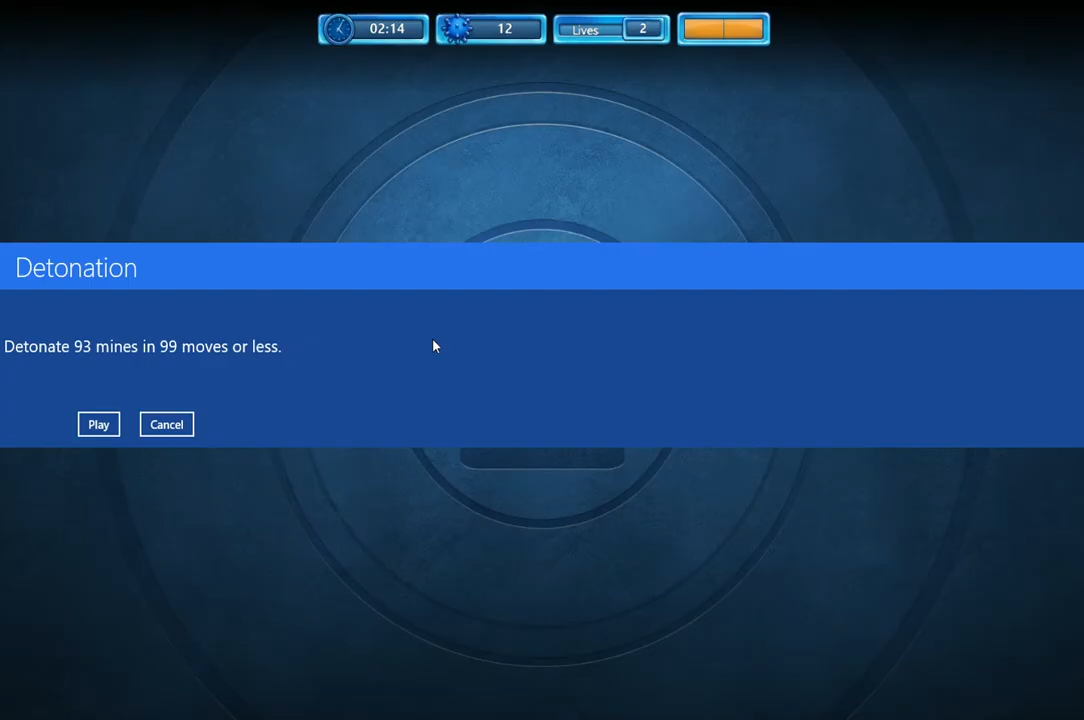 02:14 12 Lives 2
Detonation
Detonate 93 mines in 99 moves or less.
Play Cancel